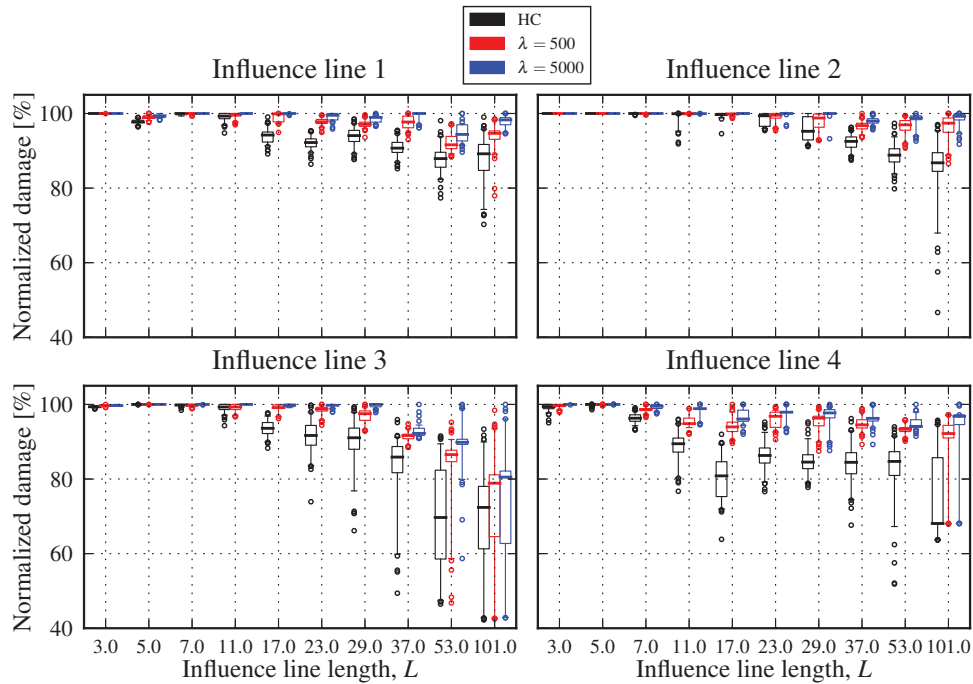 HC
λ = 500
λ = 5000
Influence line 1
Influence line 2
Normalized damage [%]
100
80
60
40
Influence line 3
Influence line 4
Normalized damage [%]
100
80
60
40
3.0 5.0 7.0 11.0 17.0 23.0 29.0 37.0 53.0 101.0
3.0 5.0 7.0 11.0 17.0 23.0 29.0 37.0 53.0 101.0
Influence line length, L
Influence line length, L